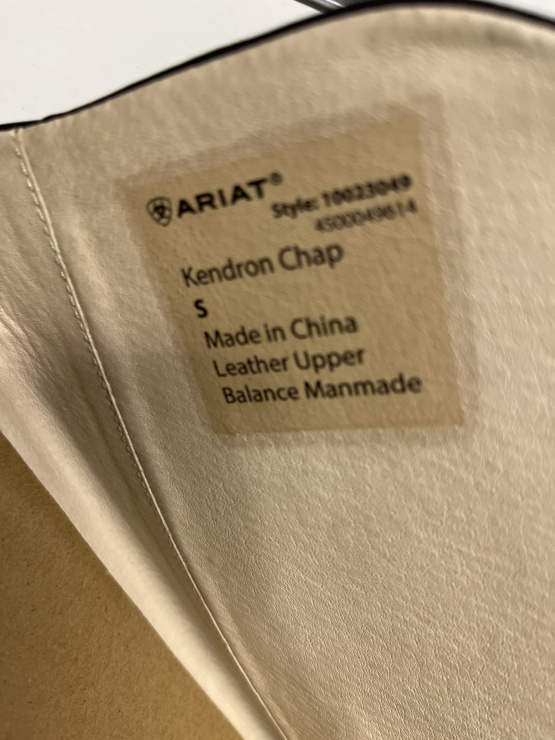 ARIAT®
Style: 10023049
4500049614
Kendron Chap
S
Made in China
Leather Upper
Balance Manmade